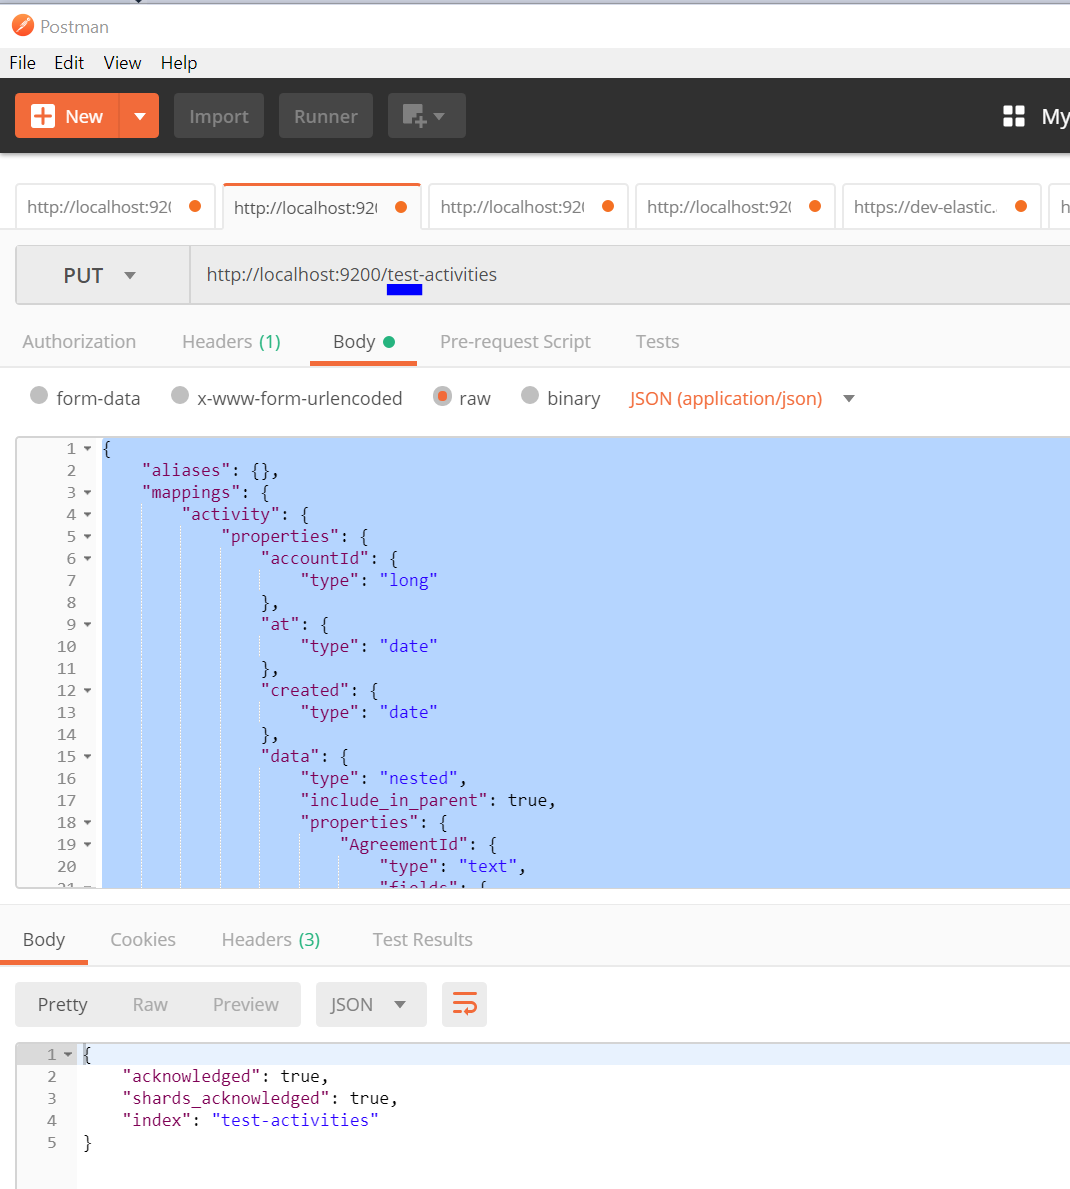 Postman
File Edit View Help
New Import Runner My
http://localhost:920 http://localhost:920 http://localhost:920 http://localhost:920 https://dev-elastic. h
PUT http://localhost:9200/test-activities
Authorization Headers (1) Body Pre-request Script Tests
form-data x-www-form-urlencoded raw binary JSON (application/json)
1 {
2 "aliases": {},
3 "mappings": {
4 "activity": {
5 "properties": {
6 "accountId": {
7 "type": "long"
8 },
9 "at": {
10 "type": "date"
11 },
12 "created": {
13 "type": "date"
14 },
15 "data": {
16 "type": "nested",
17 "include_in_parent": true,
18 "properties": {
19 "AgreementId": {
20 "type": "text",
21 "fields": {
Body Cookies Headers (3) Test Results
Pretty Raw Preview JSON
1 {
2 "acknowledged": true,
3 "shards_acknowledged": true,
4 "index": "test-activities"
5 }